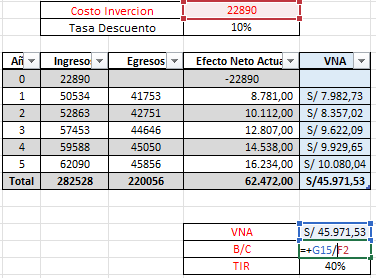 Costo Invercion 22890
Tasa Descuento 10%
Añ Ingreso Egresos Efecto Neto Actua VNA
0 22890 -22890
1 50534 41753 8.781,00 S/ 7.982,73
2 52863 42751 10.112,00 S/ 8.357,02
3 57453 44646 12.807,00 S/ 9.622,09
4 59588 45050 14.538,00 S/ 9.929,65
5 62090 45856 16.234,00 S/ 10.080,04
Total 282528 220056 62.472,00 S/45.971,53
VNA S/ 45.971,53
B/C =+G15/F2
TIR 40%